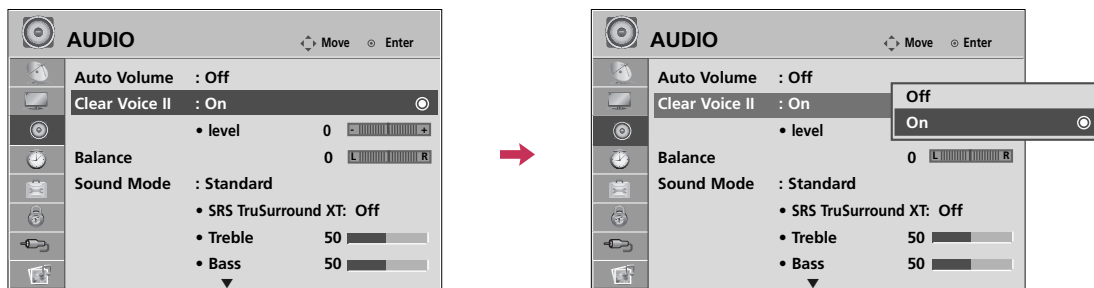 AUDIO
Move Enter
Auto Volume : Off
Clear Voice II : On
• level 0 - +
Balance 0 L R
Sound Mode : Standard
• SRS TruSurround XT: Off
• Treble 50
• Bass 50
AUDIO
Move Enter
Auto Volume : Off
Clear Voice II : On
Off
On
• level
Balance 0 L R
Sound Mode : Standard
• SRS TruSurround XT: Off
• Treble 50
• Bass 50